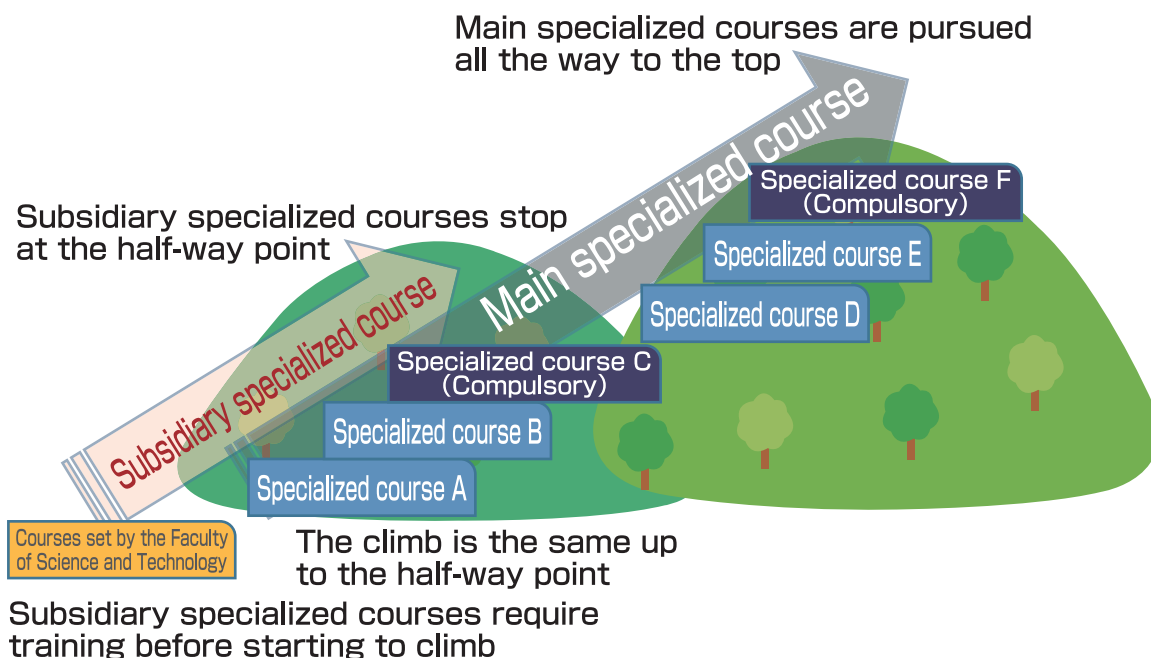 Main specialized courses are pursued
all the way to the top
Main specialized course
Specialized course F
(Compulsory)
Subsidiary specialized courses stop
at the half-way point
Specialized course E
Subsidiary specialized course
Specialized course D
Specialized course C
(Compulsory)
Specialized course B
Specialized course A
Courses set by the Faculty
of Science and Technology
The climb is the same up
to the half-way point
Subsidiary specialized courses require
training before starting to climb